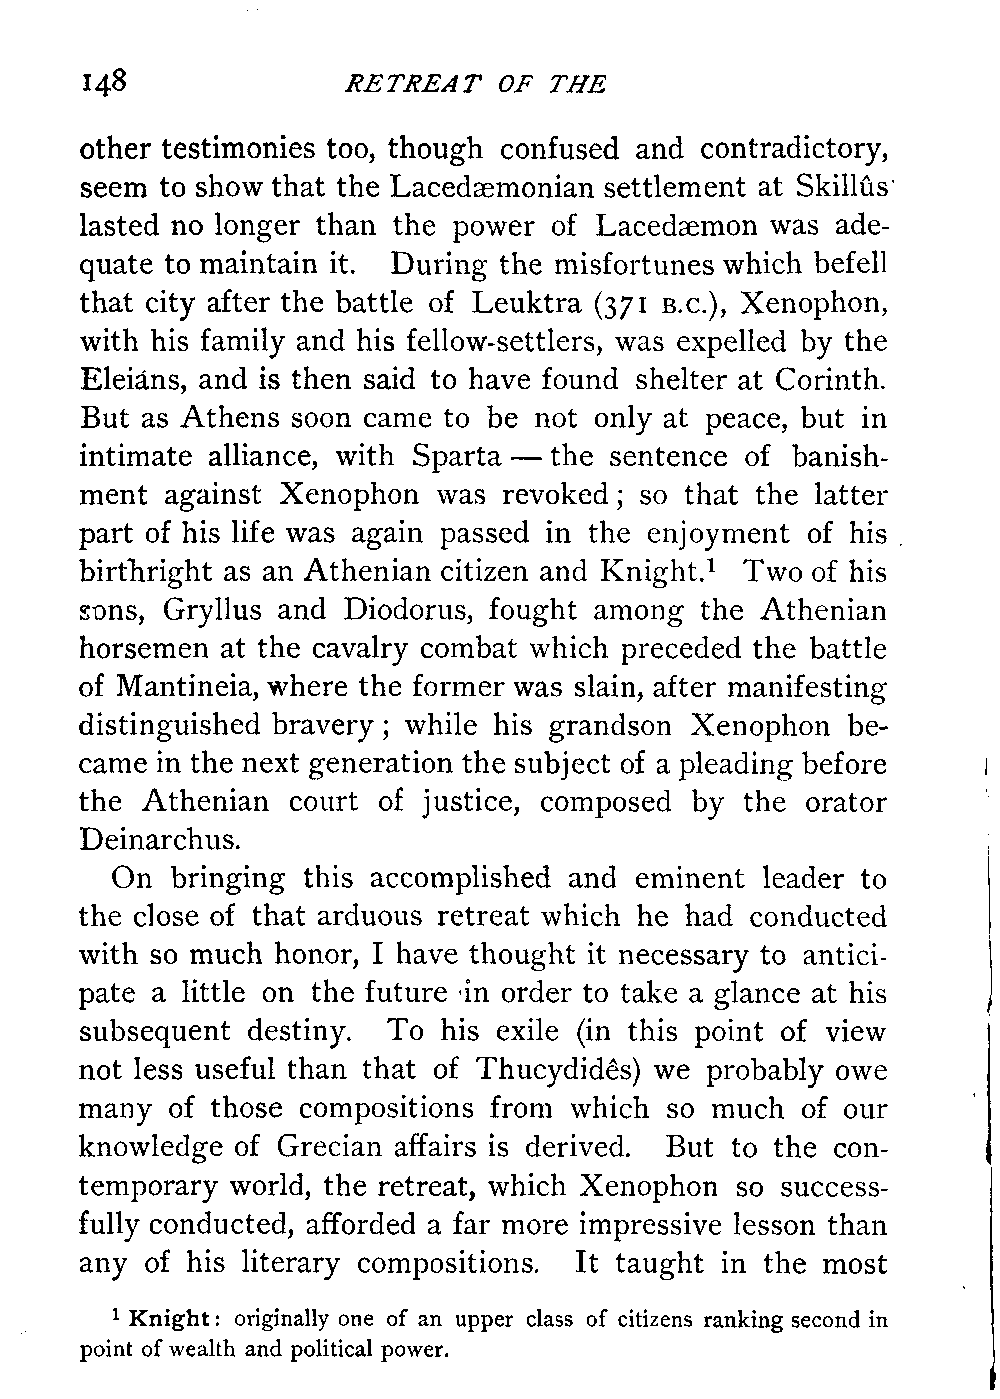 148 RETREAT OF THE
other testimonies too, though confused and contradictory,
seem to show that the Lacedæmonian settlement at Skillûs
lasted no longer than the power of Lacedæmon was ade-
quate to maintain it. During the misfortunes which befell
that city after the battle of Leuktra (371 B.C.), Xenophon,
with his family and his fellow-settlers, was expelled by the
Eleians, and is then said to have found shelter at Corinth.
But as Athens soon came to be not only at peace, but in
intimate alliance, with Sparta — the sentence of banish-
ment against Xenophon was revoked; so that the latter
part of his life was again passed in the enjoyment of his
birthright as an Athenian citizen and Knight.¹ Two of his
sons, Gryllus and Diodorus, fought among the Athenian
horsemen at the cavalry combat which preceded the battle
of Mantineia, where the former was slain, after manifesting
distinguished bravery; while his grandson Xenophon be-
came in the next generation the subject of a pleading before
the Athenian court of justice, composed by the orator
Deinarchus.
On bringing this accomplished and eminent leader to
the close of that arduous retreat which he had conducted
with so much honor, I have thought it necessary to antici-
pate a little on the future in order to take a glance at his
subsequent destiny. To his exile (in this point of view
not less useful than that of Thucydidês) we probably owe
many of those compositions from which so much of our
knowledge of Grecian affairs is derived. But to the con-
temporary world, the retreat, which Xenophon so success-
fully conducted, afforded a far more impressive lesson than
any of his literary compositions. It taught in the most
¹ Knight: originally one of an upper class of citizens ranking second in
point of wealth and political power.